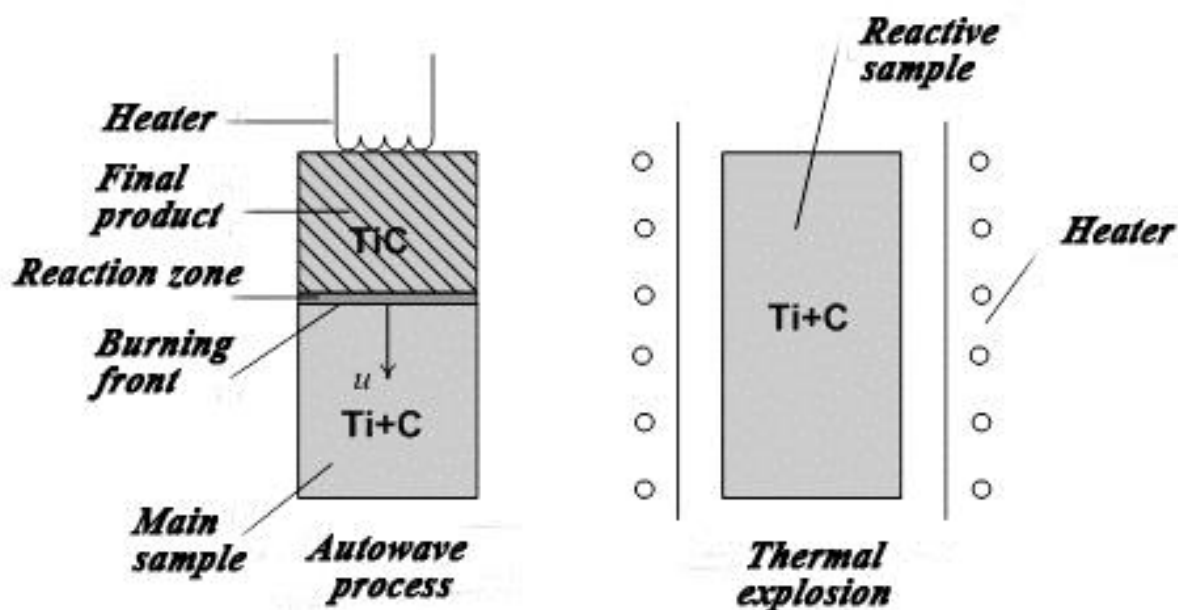 Heater
Final
product
TiC
Reaction zone
Burning
front
u
Ti+C
Main
sample
Autowave
process
Reactive
sample
Heater
Ti+C
Thermal
explosion